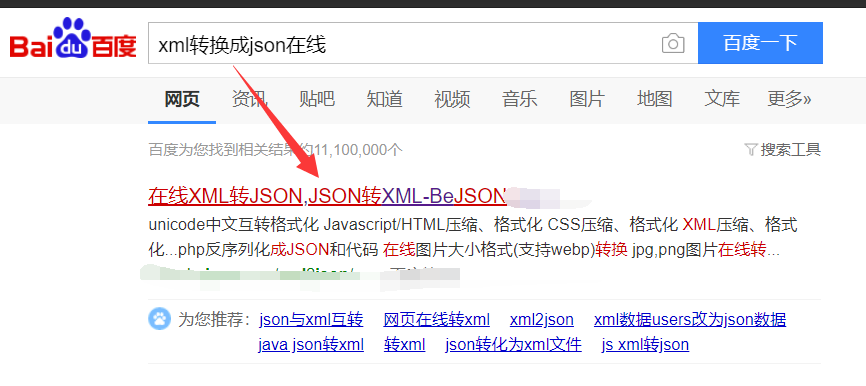 Bai du 百度
xml转换成json在线
百度一下
网页 资讯 贴吧 知道 视频 音乐 图片 地图 文库 更多»
百度为您找到相关结果约11,100,000个
搜索工具
在线XML转JSON,JSON转XML-BeJSON
unicode中文互转格式化 Javascript/HTML压缩、格式化 CSS压缩、格式化 XML压缩、格式
化...php反序列化成JSON和代码 在线图片大小格式(支持webp)转换 jpg,png图片在线转...
为您推荐： json与xml互转 网页在线转xml xml2json xml数据users改为json数据
java json转xml 转xml json转化为xml文件 js xml转json